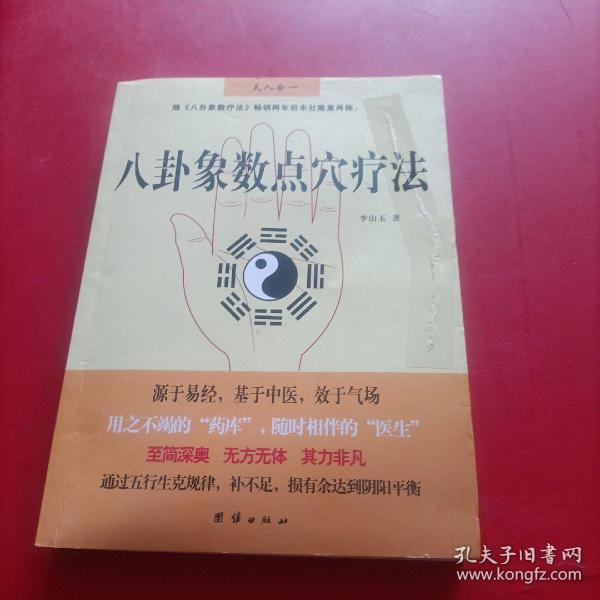 天人合一
继《八卦象数疗法》畅销两年后本社隆重再推：
八卦象数点穴疗法
李山玉 著
源于易经，基于中医，效于气场
用之不竭的“药库”，随时相伴的“医生”
至简深奥 无方无体 其力非凡
通过五行生克规律，补不足，损有余达到阴阳平衡
团结出版社
孔夫子旧书网
www.kongfz.com